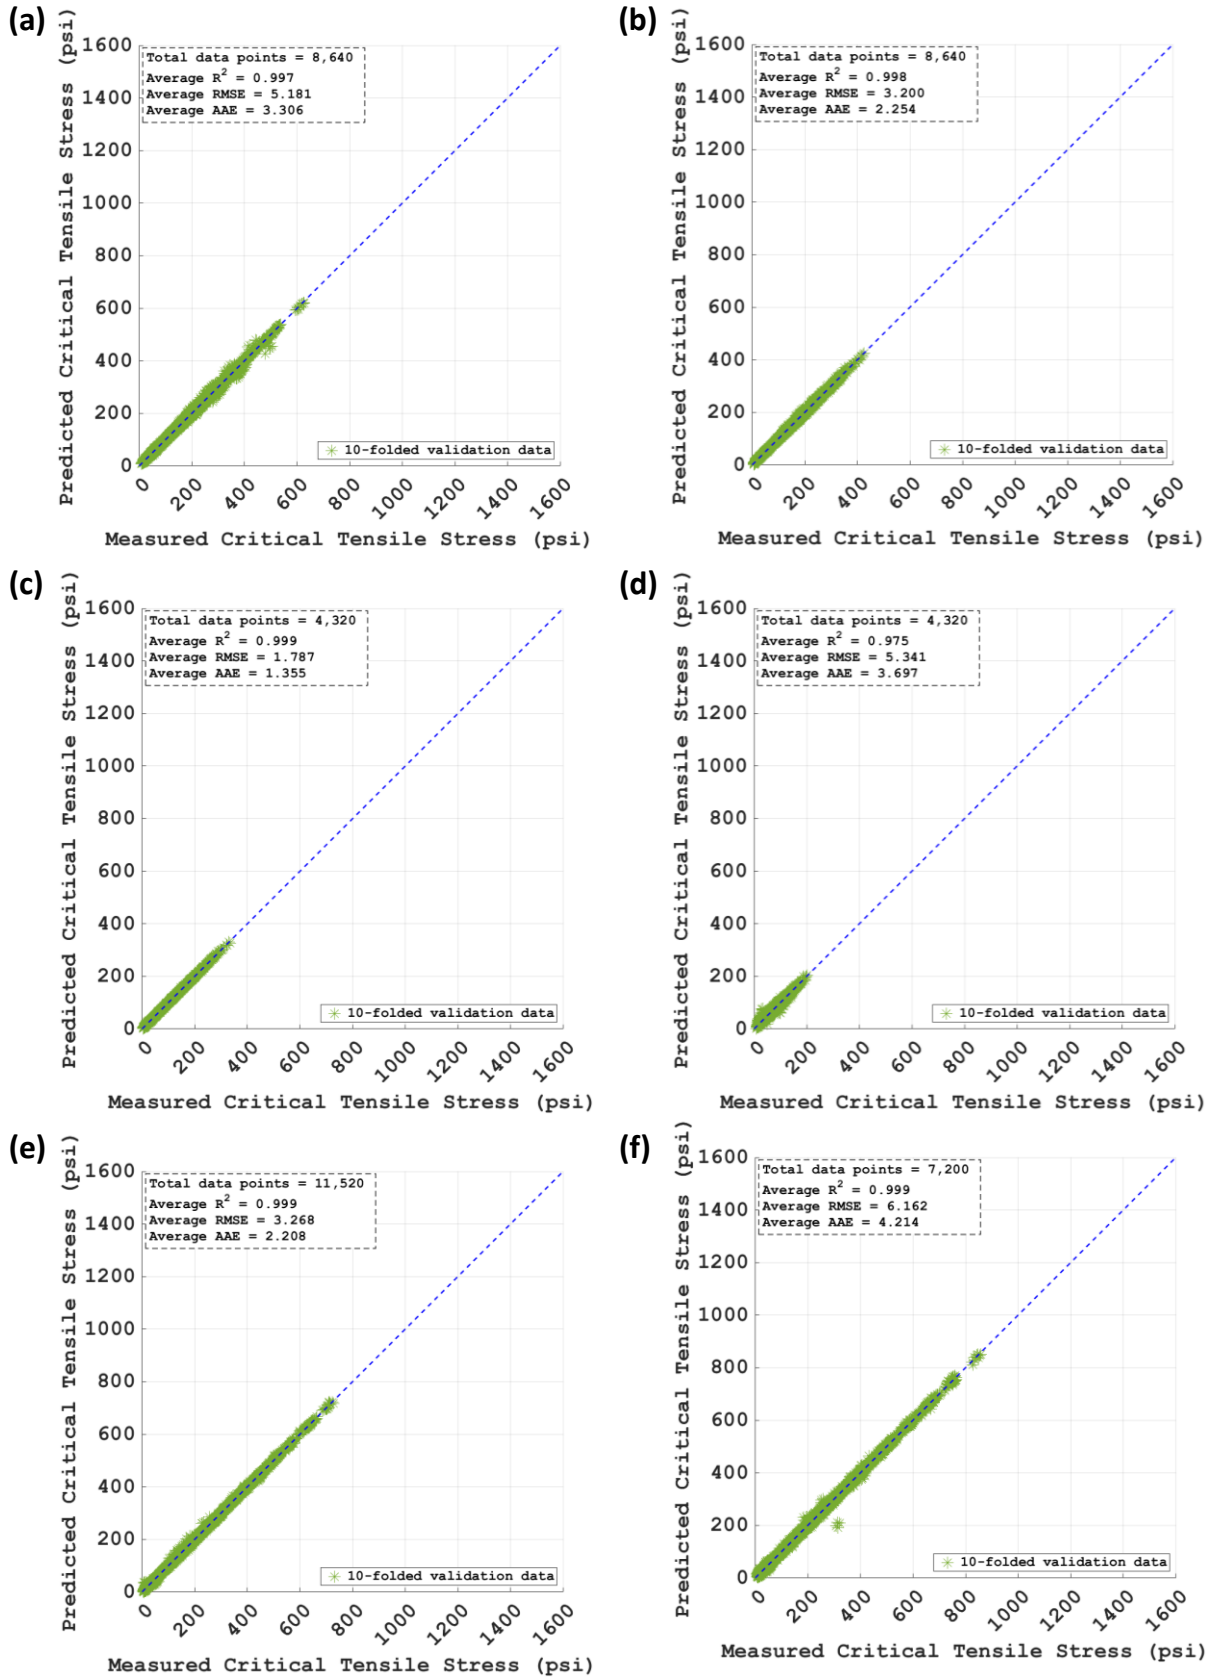 (a)
Predicted Critical Tensile Stress (psi)
1600
1400
1200
1000
800
600
400
200
0
Total data points = 8,640
Average R² = 0.997
Average RMSE = 5.181
Average AAE = 3.306
10-folded validation data
0 200 400 600 800 1000 1200 1400 1600
Measured Critical Tensile Stress (psi)
(b)
Predicted Critical Tensile Stress (psi)
1600
1400
1200
1000
800
600
400
200
0
Total data points = 8,640
Average R² = 0.998
Average RMSE = 3.200
Average AAE = 2.254
10-folded validation data
0 200 400 600 800 1000 1200 1400 1600
Measured Critical Tensile Stress (psi)
(c)
Predicted Critical Tensile Stress (psi)
1600
1400
1200
1000
800
600
400
200
0
Total data points = 4,320
Average R² = 0.999
Average RMSE = 1.787
Average AAE = 1.355
10-folded validation data
0 200 400 600 800 1000 1200 1400 1600
Measured Critical Tensile Stress (psi)
(d)
Predicted Critical Tensile Stress (psi)
1600
1400
1200
1000
800
600
400
200
0
Total data points = 4,320
Average R² = 0.975
Average RMSE = 5.341
Average AAE = 3.697
10-folded validation data
0 200 400 600 800 1000 1200 1400 1600
Measured Critical Tensile Stress (psi)
(e)
Predicted Critical Tensile Stress (psi)
1600
1400
1200
1000
800
600
400
200
0
Total data points = 11,520
Average R² = 0.999
Average RMSE = 3.268
Average AAE = 2.208
10-folded validation data
0 200 400 600 800 1000 1200 1400 1600
Measured Critical Tensile Stress (psi)
(f)
Predicted Critical Tensile Stress (psi)
1600
1400
1200
1000
800
600
400
200
0
Total data points = 7,200
Average R² = 0.999
Average RMSE = 6.162
Average AAE = 4.214
10-folded validation data
0 200 400 600 800 1000 1200 1400 1600
Measured Critical Tensile Stress (psi)